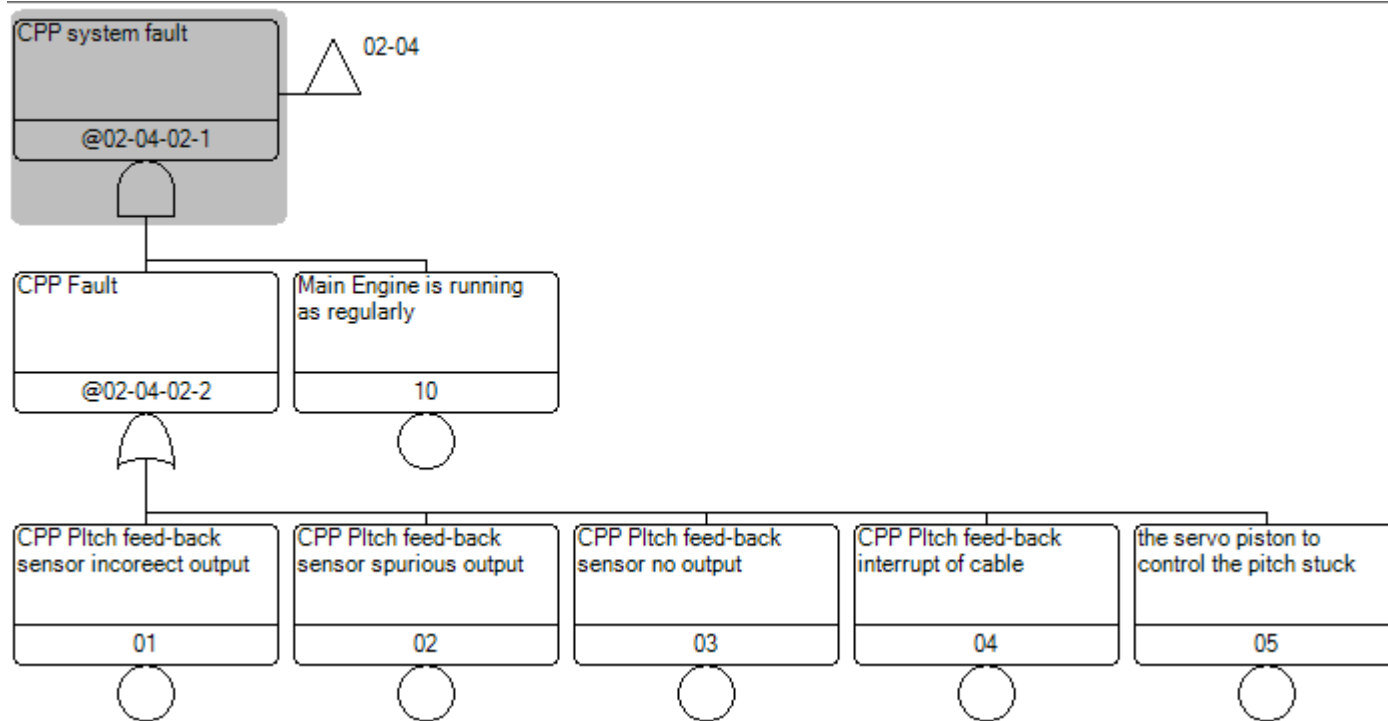 CPP system fault
02-04
@02-04-02-1
CPP Fault
Main Engine is running
as regularly
@02-04-02-2
10
CPP PItch feed-back
sensor incoreect output
CPP PItch feed-back
sensor spurious output
CPP PItch feed-back
sensor no output
CPP PItch feed-back
interrupt of cable
the servo piston to
control the pitch stuck
01
02
03
04
05